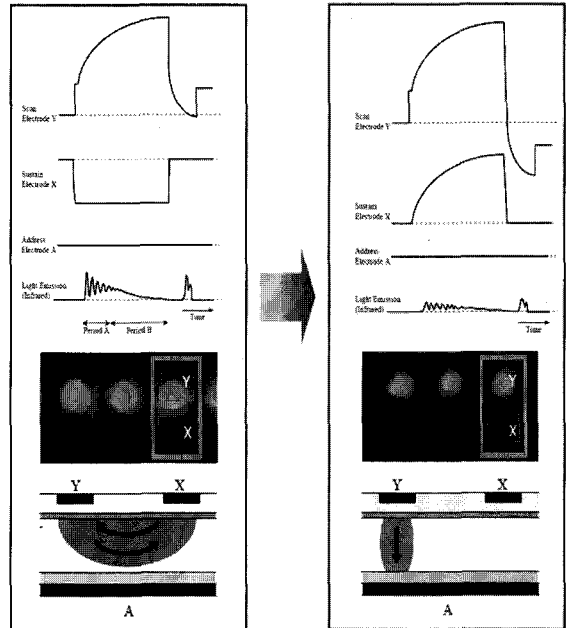 Scan
Electrode Y
Sustain
Electrode X
Address
Electrode A
Light Emission
(Infrared)
Time
Period A
Period B
Y
X
Y
X
A
Scan
Electrode Y
Sustain
Electrode X
Address
Electrode A
Light Emission
(Infrared)
Time
Y
X
Y
X
A